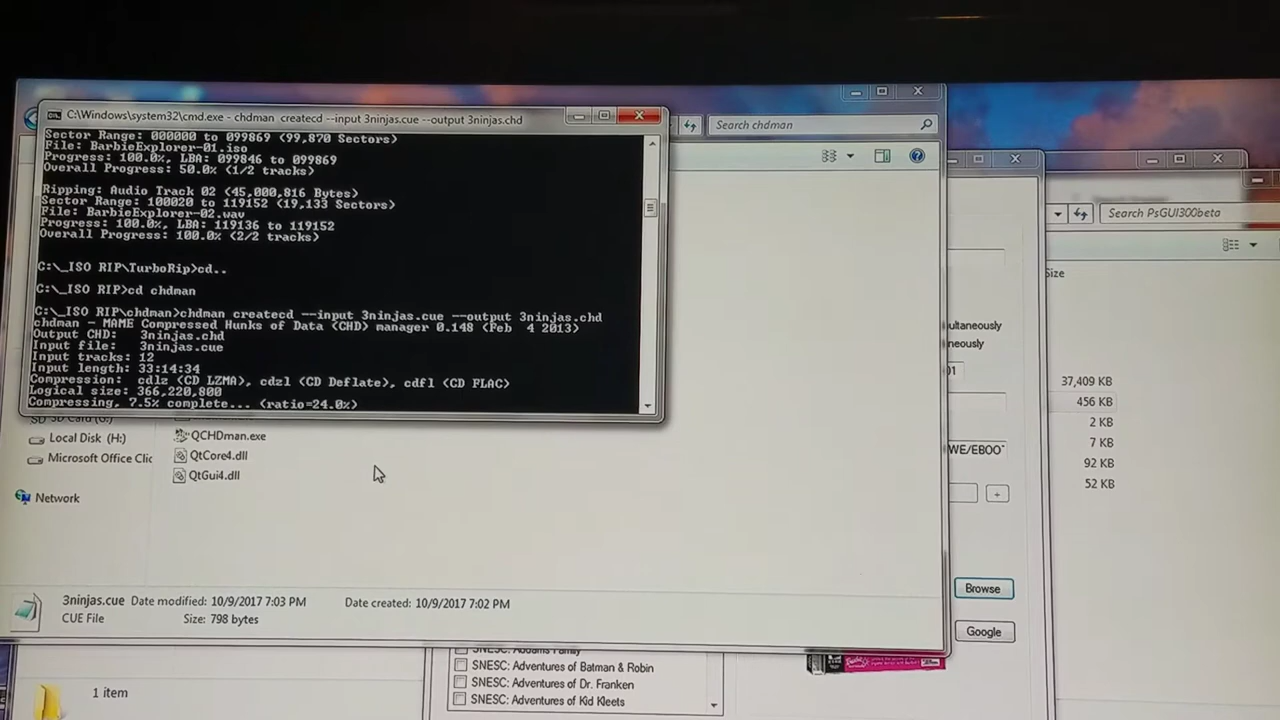 C:\Windows\system32\cmd.exe - chdman createcd --input 3ninjas.cue --output 3ninjas.chd
Sector Range: 000000 to 099869 (99,870 Sectors)
File: BarbieExplorer-01.iso
Progress: 100.0%, LBA: 099846 to 099869
Overall Progress: 50.0% (1/2 tracks)
Ripping: Audio Track 02 (45,000,816 Bytes)
Sector Range: 100020 to 119152 (19,133 Sectors)
File: BarbieExplorer-02.wav
Progress: 100.0%, LBA: 119136 to 119152
Overall Progress: 100.0% (2/2 tracks)
C:\_ISO RIP\TurboRip>cd..
C:\_ISO RIP>cd chdman
C:\_ISO RIP\chdman>chdman createcd --input 3ninjas.cue --output 3ninjas.chd
chdman - MAME Compressed Hunks of Data (CHD) manager 0.148 (Feb  4 2013)
Output CHD:   3ninjas.chd
Input file:   3ninjas.cue
Input tracks: 12
Input length: 33:14:34
Compression:  cdlz (CD LZMA), cdzl (CD Deflate), cdfl (CD FLAC)
Logical size: 366,220,800
Compressing, 7.5% complete... (ratio=24.0%)
Search chdman
Search PsGUI300beta
Size
ultaneously
neously
01
37,409 KB
456 KB
2 KB
7 KB
WE/EBOO
92 KB
52 KB
SD Card (G:)
Local Disk (H:)
Microsoft Office Clic
Network
QCHDman.exe
QtCore4.dll
QtGui4.dll
Browse
Google
3ninjas.cue Date modified: 10/9/2017 7:03 PM Date created: 10/9/2017 7:02 PM
CUE File Size: 798 bytes
1 item
SNESC: Addams Family
SNESC: Adventures of Batman & Robin
SNESC: Adventures of Dr. Franken
SNESC: Adventures of Kid Kleets